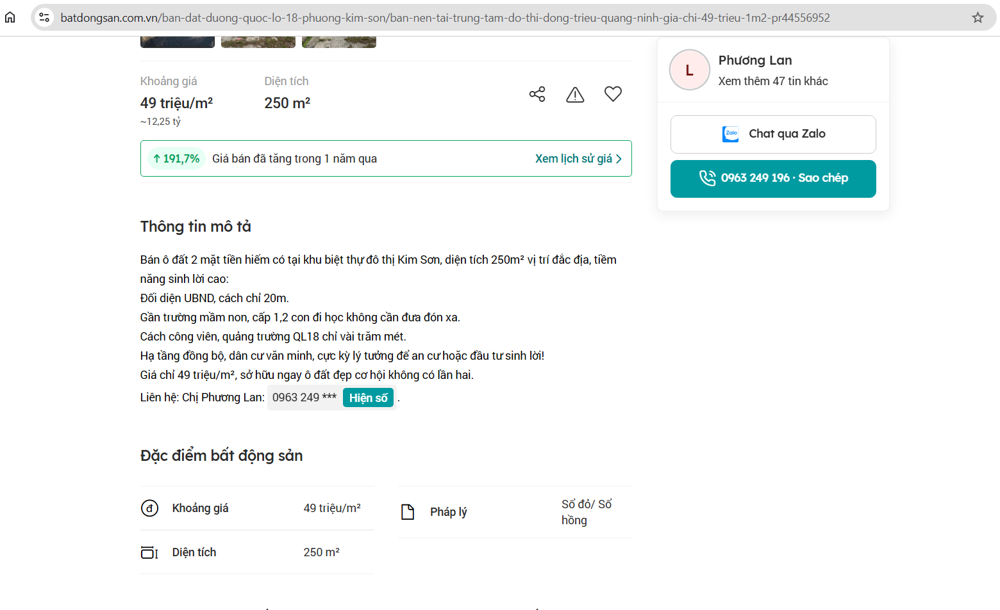 batdongsan.com.vn/ban-dat-duong-quoc-lo-18-phuong-kim-son/ban-nen-tai-trung-tam-do-thi-dong-trieu-quang-ninh-gia-chi-49-trieu-1m2-pr44556952
Khoảng giá
Diện tích
49 triệu/m²
250 m²
~12,25 tỷ
191,7%
Giá bán đã tăng trong 1 năm qua
Xem lịch sử giá
L
Phương Lan
Xem thêm 47 tin khác
Zalo
Chat qua Zalo
0963 249 196 · Sao chép
Thông tin mô tả
Bán ô đất 2 mặt tiền hiếm có tại khu biệt thự đô thị Kim Sơn, diện tích 250m² vị trí đắc địa, tiềm
năng sinh lời cao:
Đối diện UBND, cách chỉ 20m.
Gần trường mầm non, cấp 1,2 con đi học không cần đưa đón xa.
Cách công viên, quảng trường QL18 chỉ vài trăm mét.
Hạ tầng đồng bộ, dân cư văn minh, cực kỳ lý tưởng để an cư hoặc đầu tư sinh lời!
Giá chỉ 49 triệu/m², sở hữu ngay ô đất đẹp cơ hội không có lần hai.
Liên hệ: Chị Phương Lan: 0963 249 *** Hiện số .
Đặc điểm bất động sản
đ
Khoảng giá
49 triệu/m²
Diện tích
250 m²
Pháp lý
Sổ đỏ/ Sổ
hồng